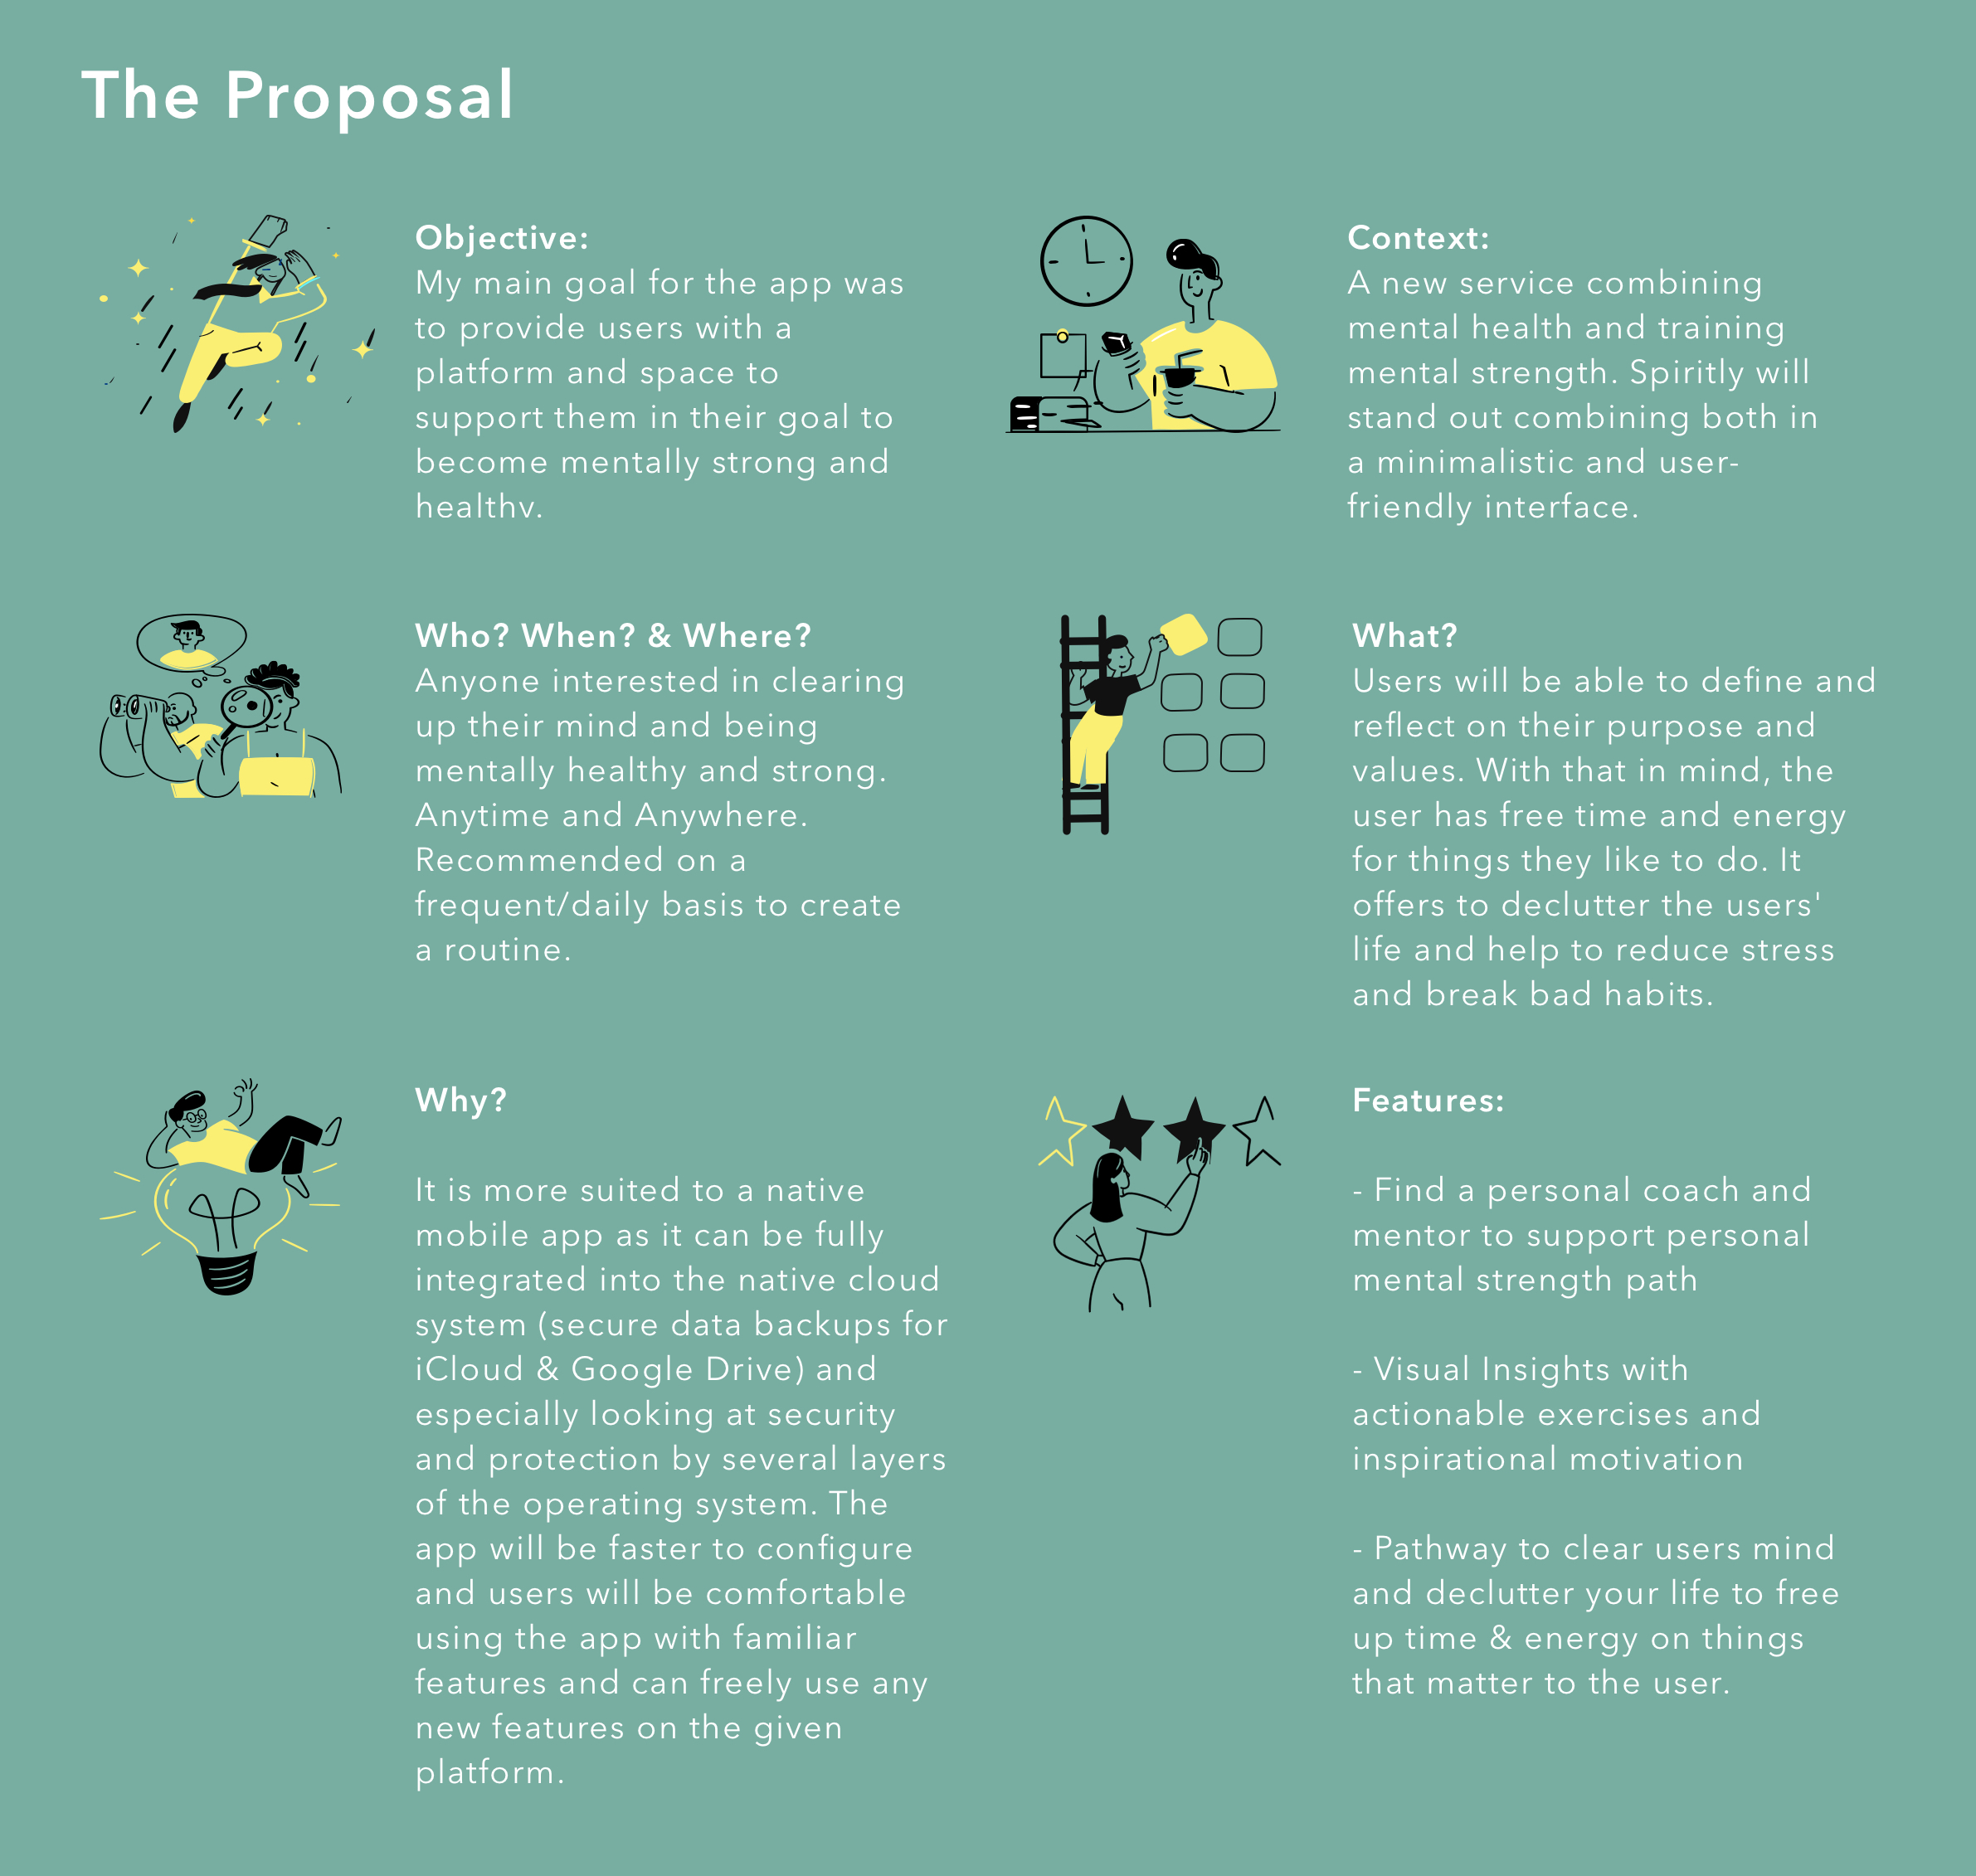 The Proposal
Objective:
My main goal for the app was
to provide users with a
platform and space to
support them in their goal to
become mentally strong and
healthy.
Context:
A new service combining
mental health and training
mental strength. Spiritly will
stand out combining both in
a minimalistic and user-
friendly interface.
Who? When? & Where?
Anyone interested in clearing
up their mind and being
mentally healthy and strong.
Anytime and Anywhere.
Recommended on a
frequent/daily basis to create
a routine.
What?
Users will be able to define and
reflect on their purpose and
values. With that in mind, the
user has free time and energy
for things they like to do. It
offers to declutter the users'
life and help to reduce stress
and break bad habits.
Why?
It is more suited to a native
mobile app as it can be fully
integrated into the native cloud
system (secure data backups for
iCloud & Google Drive) and
especially looking at security
and protection by several layers
of the operating system. The
app will be faster to configure
and users will be comfortable
using the app with familiar
features and can freely use any
new features on the given
platform.
Features:
- Find a personal coach and
mentor to support personal
mental strength path
- Visual Insights with
actionable exercises and
inspirational motivation
- Pathway to clear users mind
and declutter your life to free
up time & energy on things
that matter to the user.